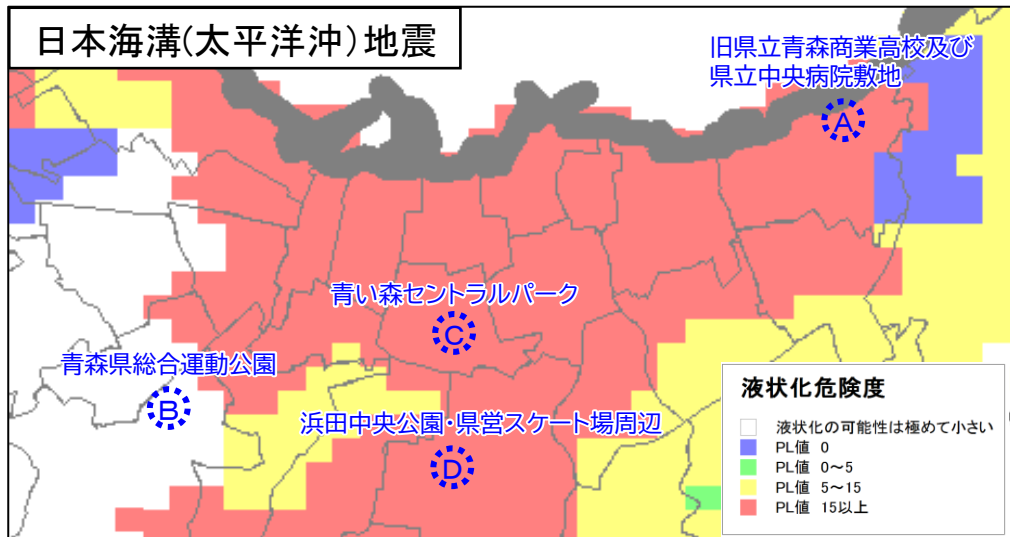 日本海溝(太平洋沖)地震
旧県立青森商業高校及び
県立中央病院敷地
A
青い森セントラルパーク
C
青森県総合運動公園
B
浜田中央公園・県営スケート場周辺
D
液状化危険度
液状化の可能性は極めて小さい
PL値 0
PL値 0～5
PL値 5～15
PL値 15以上